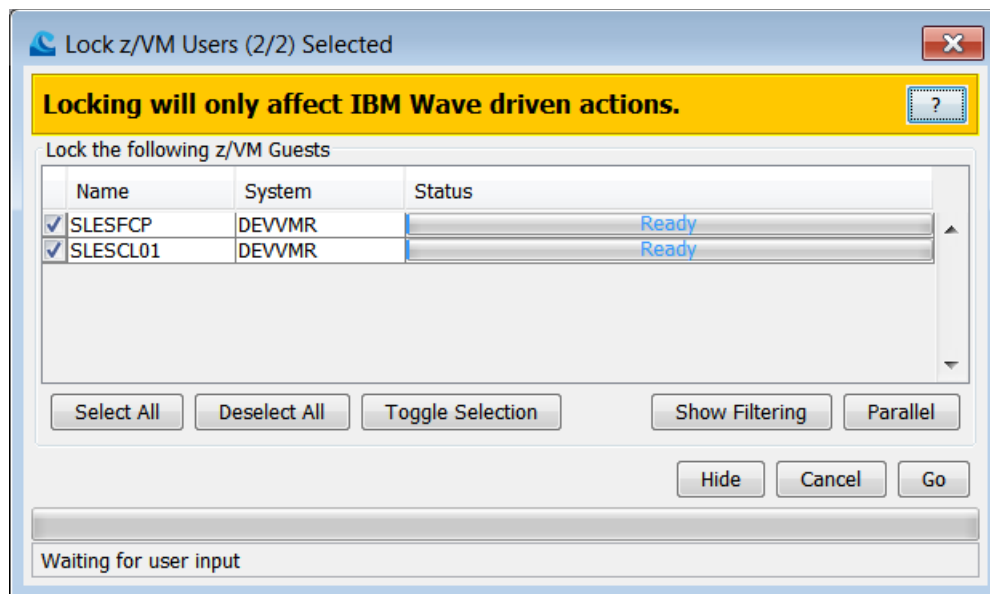 Lock z/VM Users (2/2) Selected
Locking will only affect IBM Wave driven actions. ?
Lock the following z/VM Guests
Name System Status
SLESFCP DEVVMR Ready
SLESCL01 DEVVMR Ready
Select All Deselect All Toggle Selection Show Filtering Parallel
Hide Cancel Go
Waiting for user input